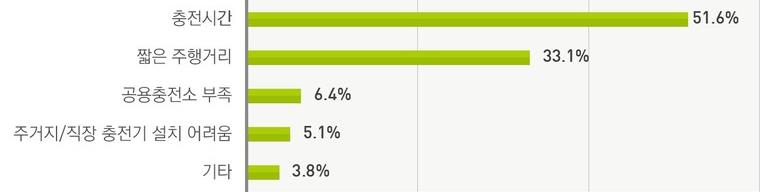 충전시간 51.6%
짧은 주행거리 33.1%
공용충전소 부족 6.4%
주거지/직장 충전기 설치 어려움 5.1%
기타 3.8%